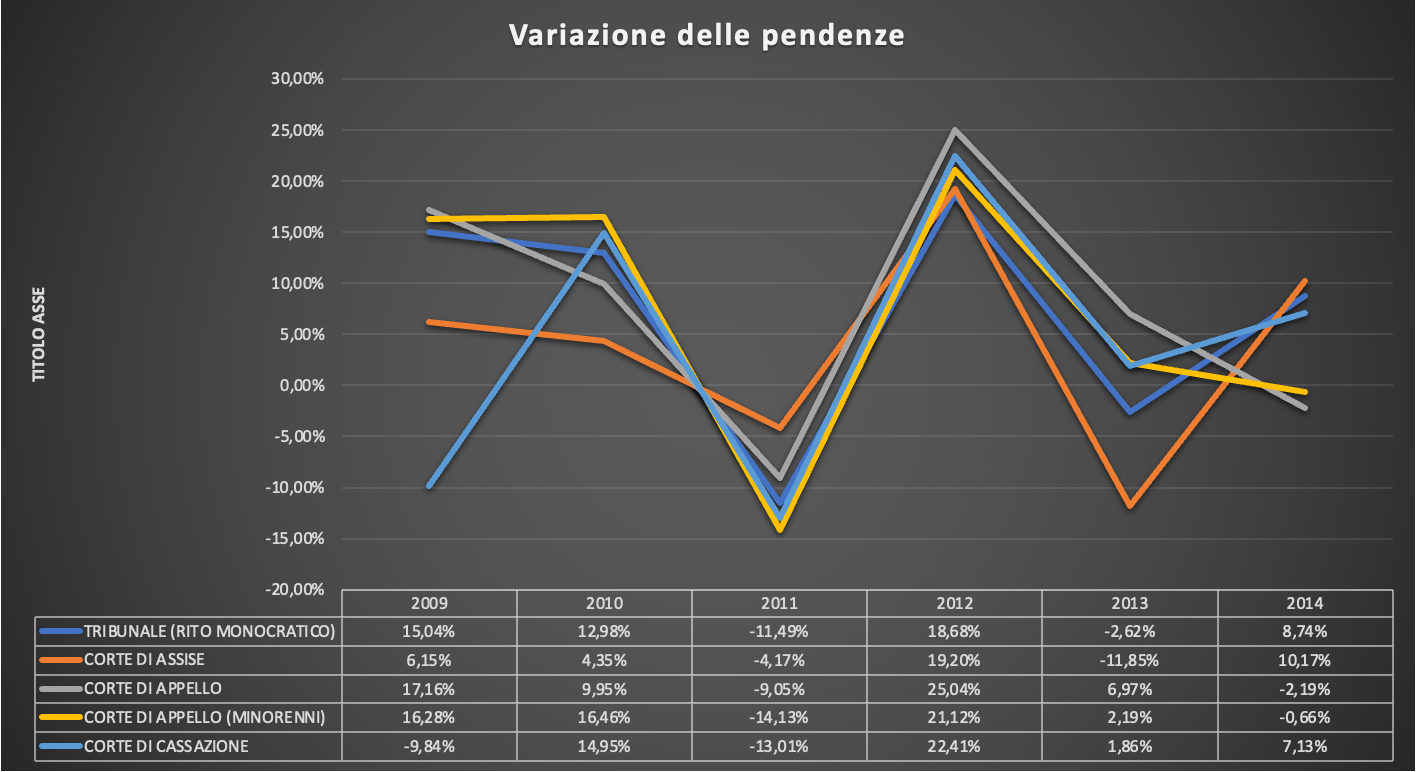 Variazione delle pendenze
30,00%
25,00%
20,00%
15,00%
10,00%
5,00%
0,00%
-5,00%
-10,00%
-15,00%
-20,00%
TITOLO ASSE
2009 2010 2011 2012 2013 2014
TRIBUNALE (RITO MONOCRATICO) 15,04% 12,98% -11,49% 18,68% -2,62% 8,74%
CORTE DI ASSISE 6,15% 4,35% -4,17% 19,20% -11,85% 10,17%
CORTE DI APPELLO 17,16% 9,95% -9,05% 25,04% 6,97% -2,19%
CORTE DI APPELLO (MINORENNI) 16,28% 16,46% -14,13% 21,12% 2,19% -0,66%
CORTE DI CASSAZIONE -9,84% 14,95% -13,01% 22,41% 1,86% 7,13%